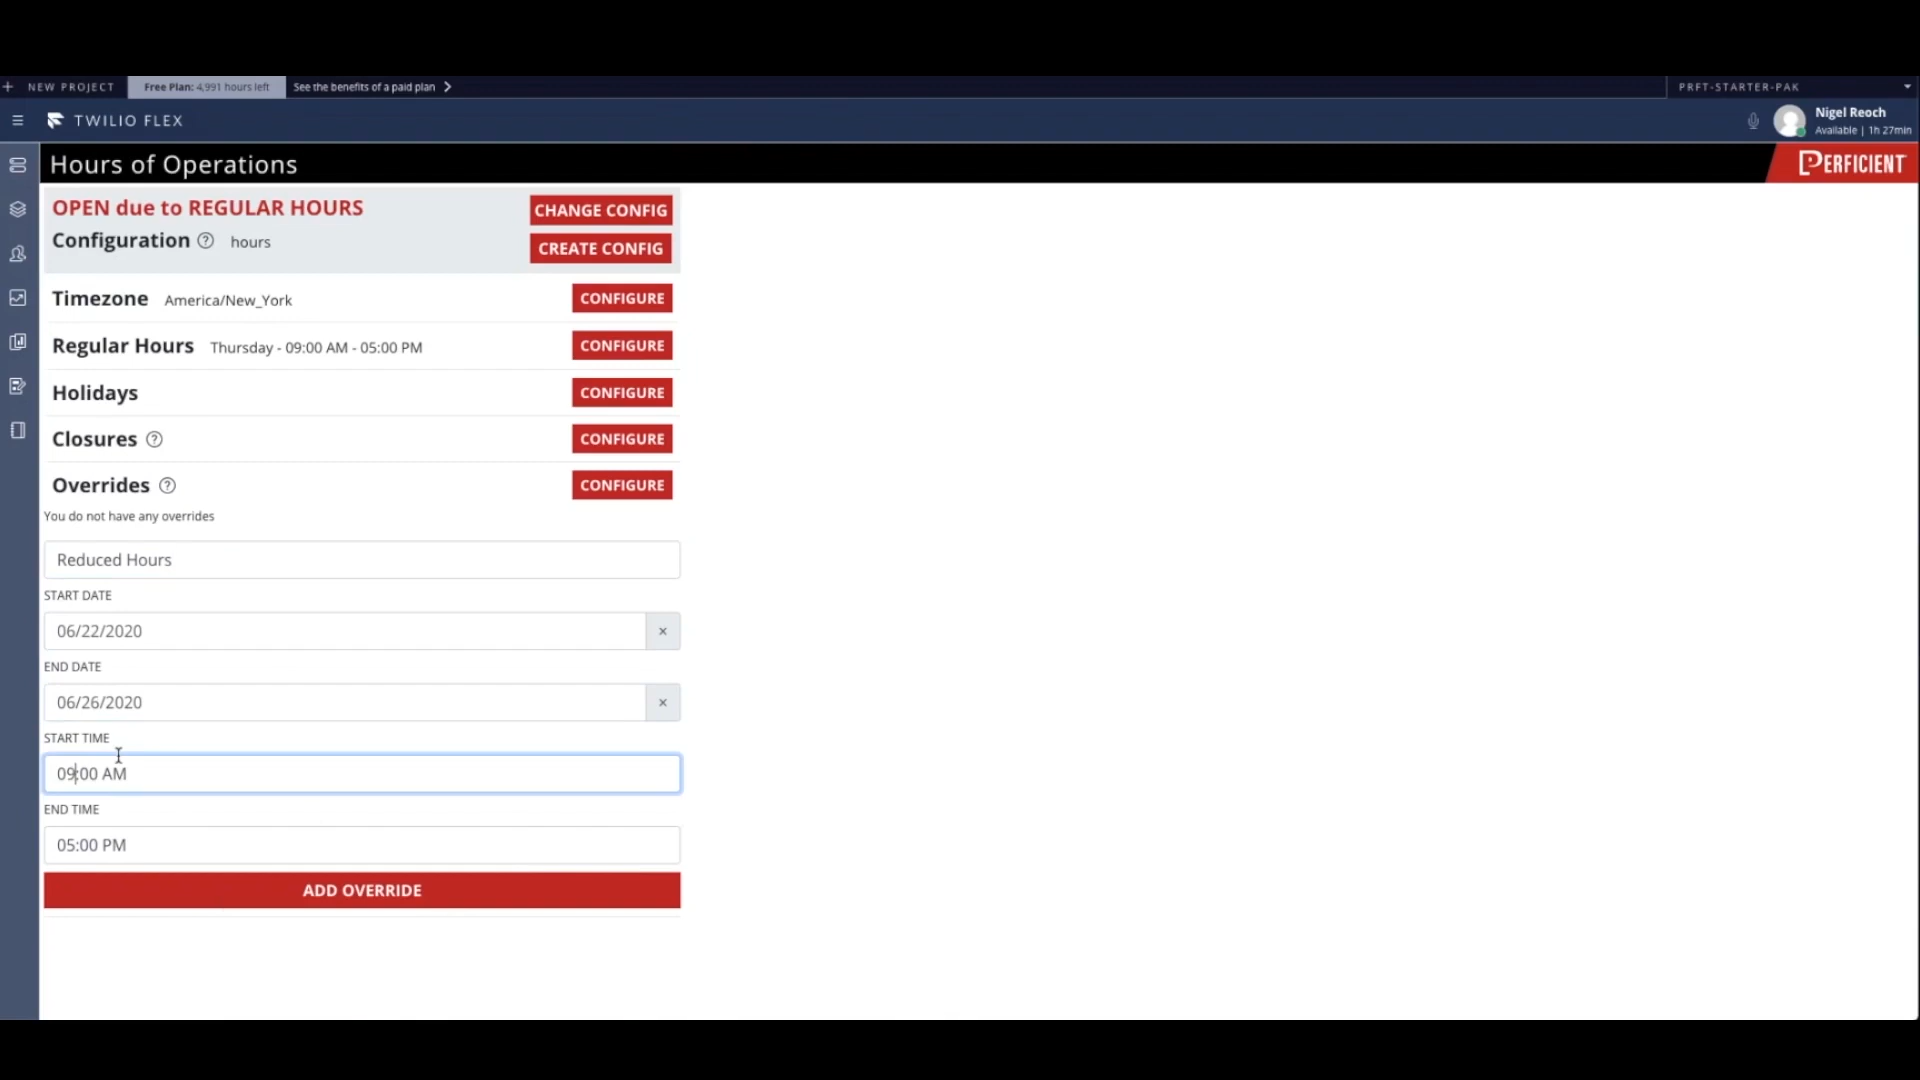 + NEW PROJECT Free Plan: 4,991 hours left See the benefits of a paid plan PRFT-STARTER-PAK
TWILIO FLEX
Nigel Reoch
Available | 1h 27min
Hours of Operations
PERFICIENT
OPEN due to REGULAR HOURS
CHANGE CONFIG
Configuration ? hours
CREATE CONFIG
Timezone America/New_York CONFIGURE
Regular Hours Thursday - 09:00 AM - 05:00 PM CONFIGURE
Holidays CONFIGURE
Closures ? CONFIGURE
Overrides ? CONFIGURE
You do not have any overrides
Reduced Hours
START DATE
06/22/2020 ×
END DATE
06/26/2020 ×
START TIME
09:00 AM
END TIME
05:00 PM
ADD OVERRIDE